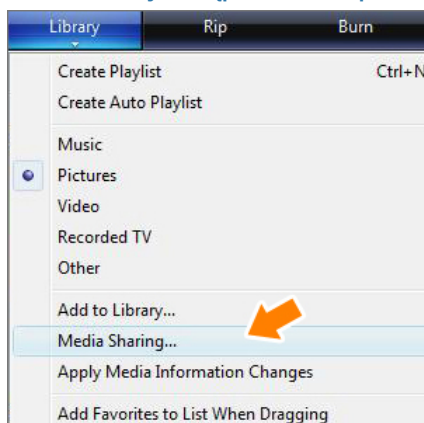 Library Rip Burn
Create Playlist Ctrl+N
Create Auto Playlist
Music
Pictures
Video
Recorded TV
Other
Add to Library...
Media Sharing...
Apply Media Information Changes
Add Favorites to List When Dragging